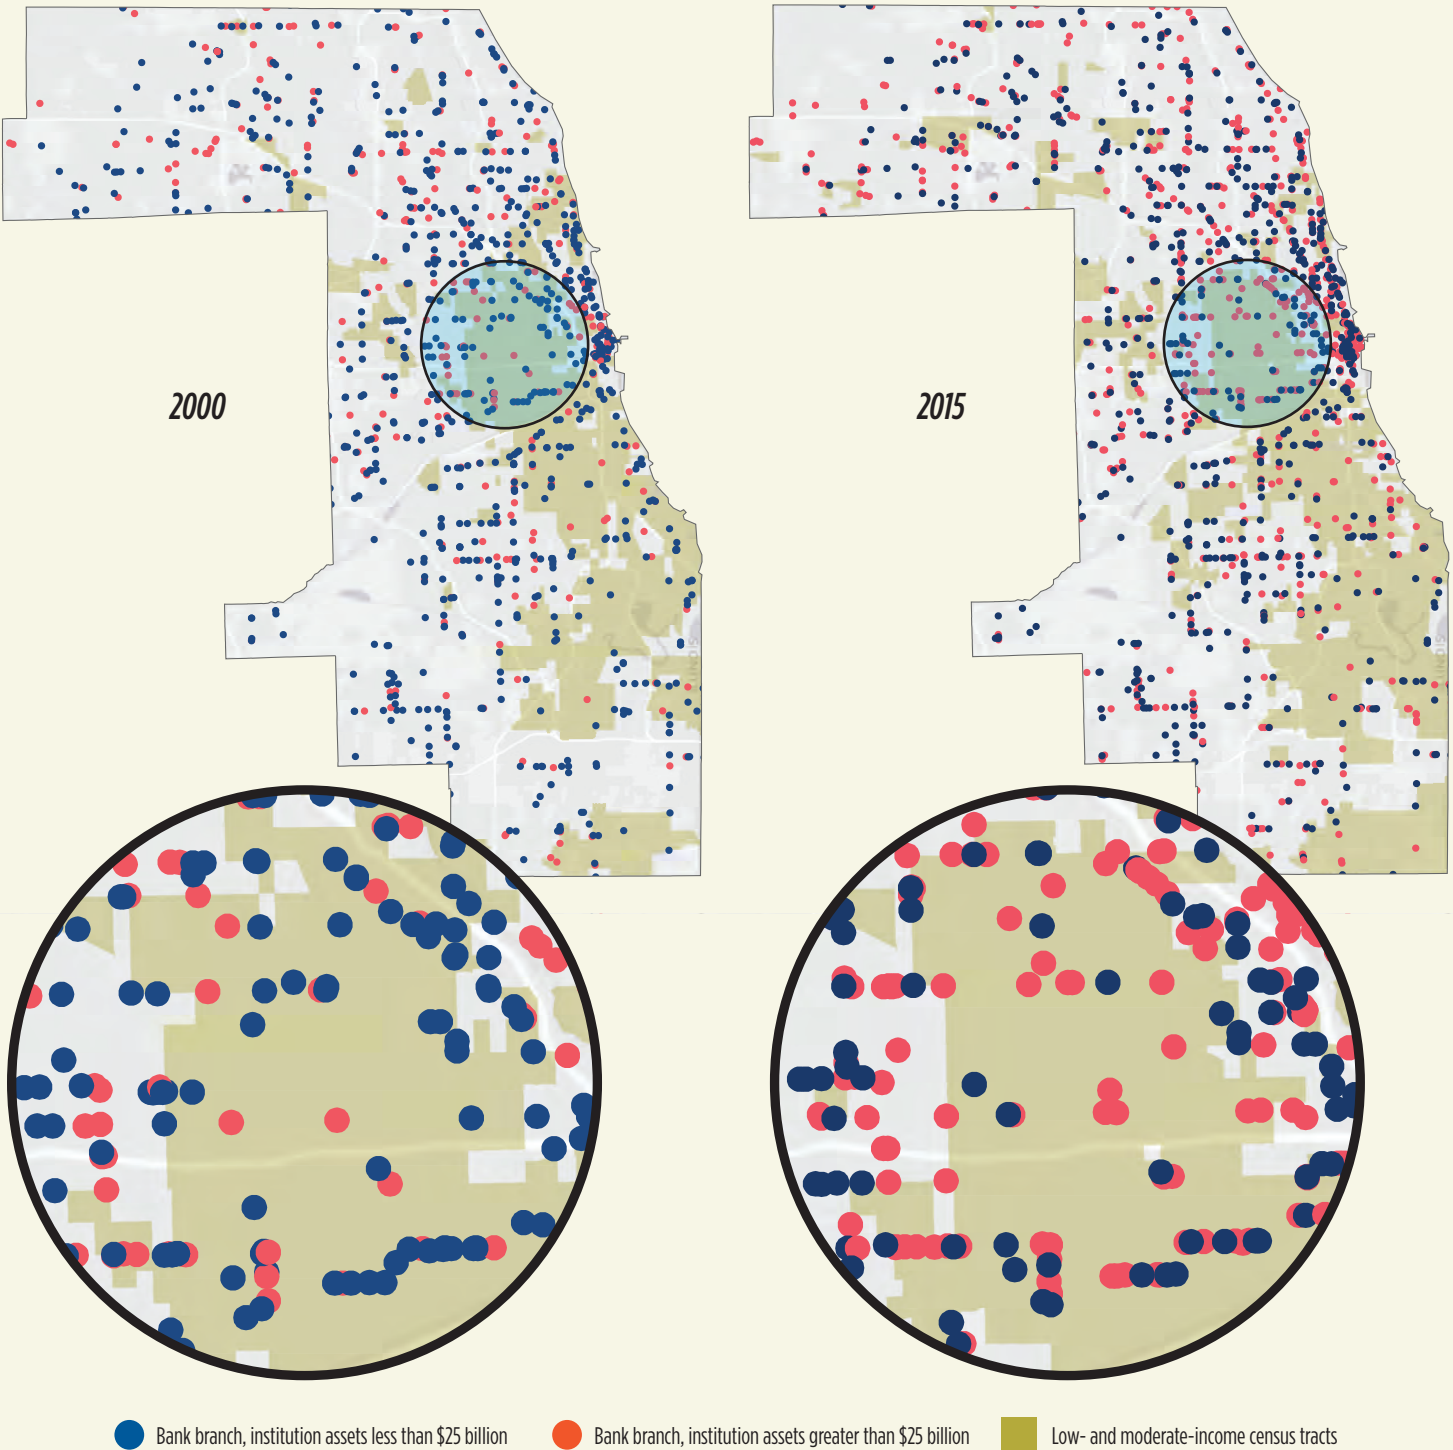 2000
2015
Bank branch, institution assets less than $25 billion
Bank branch, institution assets greater than $25 billion
Low- and moderate-income census tracts